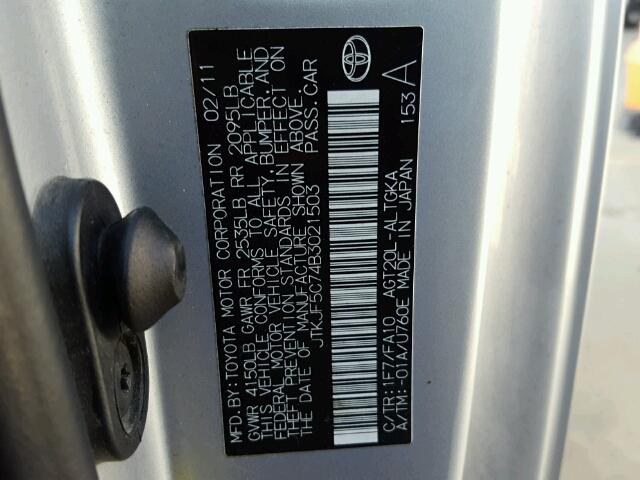 MFD.BY:TOYOTA MOTOR CORPORATION 02/11
GVWR 4150LB GAWR FR 2535LB RR 2095LB
THIS VEHICLE CONFORMS TO ALL APPLICABLE
FEDERAL MOTOR VEHICLE SAFETY,BUMPER,AND
THEFT PREVENTION STANDARDS IN EFFECT ON
THE DATE OF MANUFACTURE SHOWN ABOVE.
JTKJF5C74B3021503 PASS.CAR
C/TR:1F7/FA10 AGT20L-ALTGKA
A/TM:-01A/U760E MADE IN JAPAN 153 A